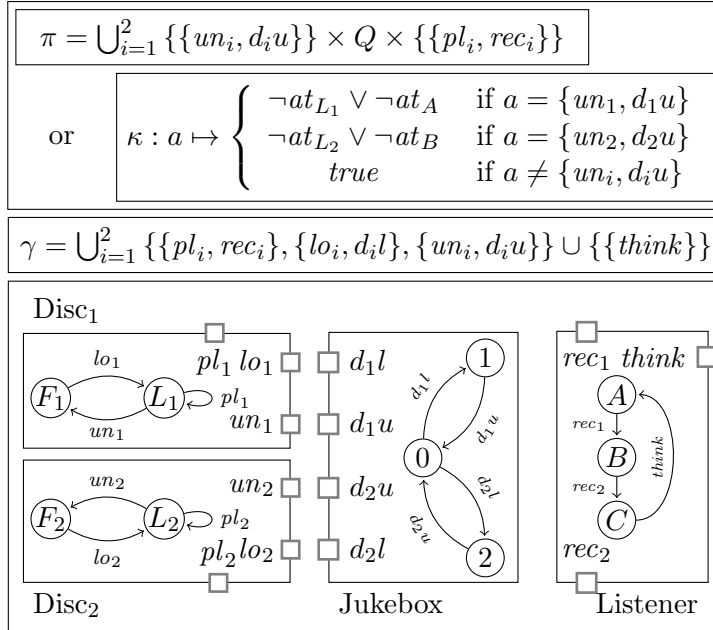 π = ⋃²ᵢ₌₁ {{unᵢ, dᵢu}} × Q × {{plᵢ, recᵢ}}
or κ : a ↦ {
¬at_{L₁} ∨ ¬at_A if a = {un₁, d₁u}
¬at_{L₂} ∨ ¬at_B if a = {un₂, d₂u}
true if a ≠ {unᵢ, dᵢu}
γ = ⋃²ᵢ₌₁ {{plᵢ, recᵢ}, {loᵢ, dᵢl}, {unᵢ, dᵢu}} ∪ {{think}}
Disc₁
lo₁
F₁ L₁ pl₁
un₁
pl₁ lo₁
un₁
un₂
F₂ L₂ pl₂
lo₂
un₂
pl₂ lo₂
Disc₂
d₁l
d₁u
d₂u
d₂l
1
d₁l d₁u
0
d₂u d₂l
2
Jukebox
rec₁ think
A
rec₁
B
rec₂
C
think
rec₂
Listener